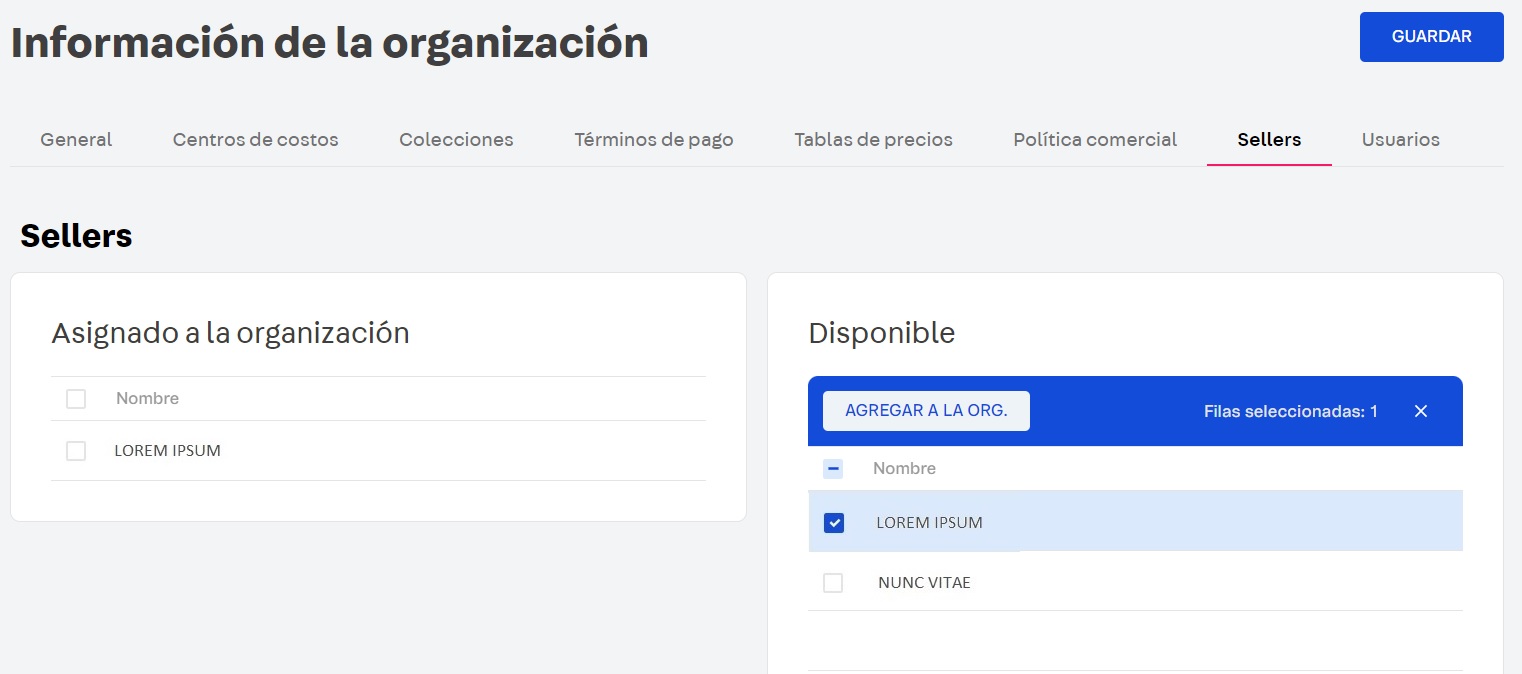 Información de la organización
GUARDAR
General Centros de costos Colecciones Términos de pago Tablas de precios Política comercial Sellers Usuarios
Sellers
Asignado a la organización
Nombre
LOREM IPSUM
Disponible
AGREGAR A LA ORG. Filas seleccionadas: 1
Nombre
LOREM IPSUM
NUNC VITAE